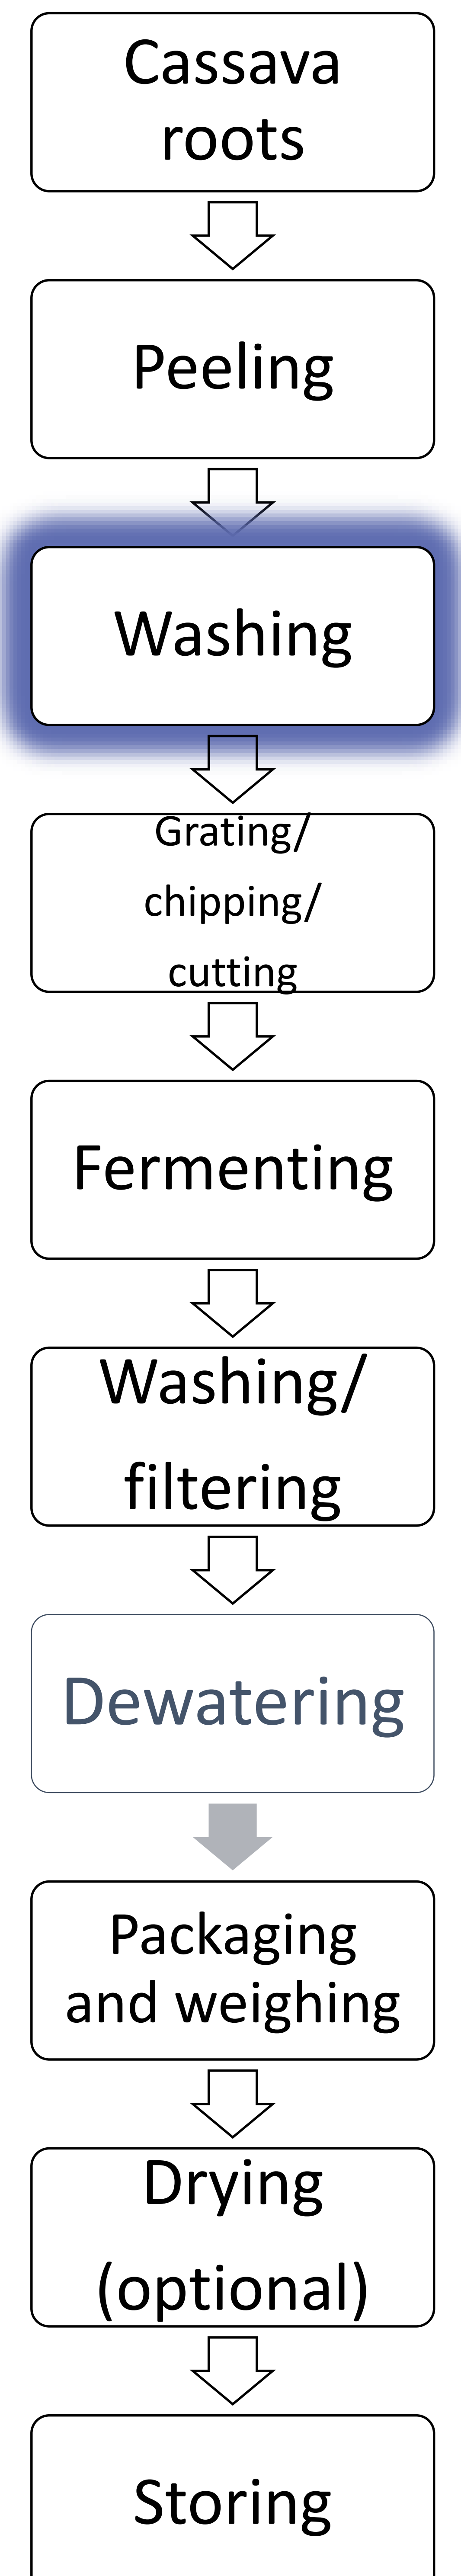 Cassava
roots
Peeling
Washing
Grating/
chipping/
cutting
Fermenting
Washing/
filtering
Dewatering
Packaging
and weighing
Drying
(optional)
Storing